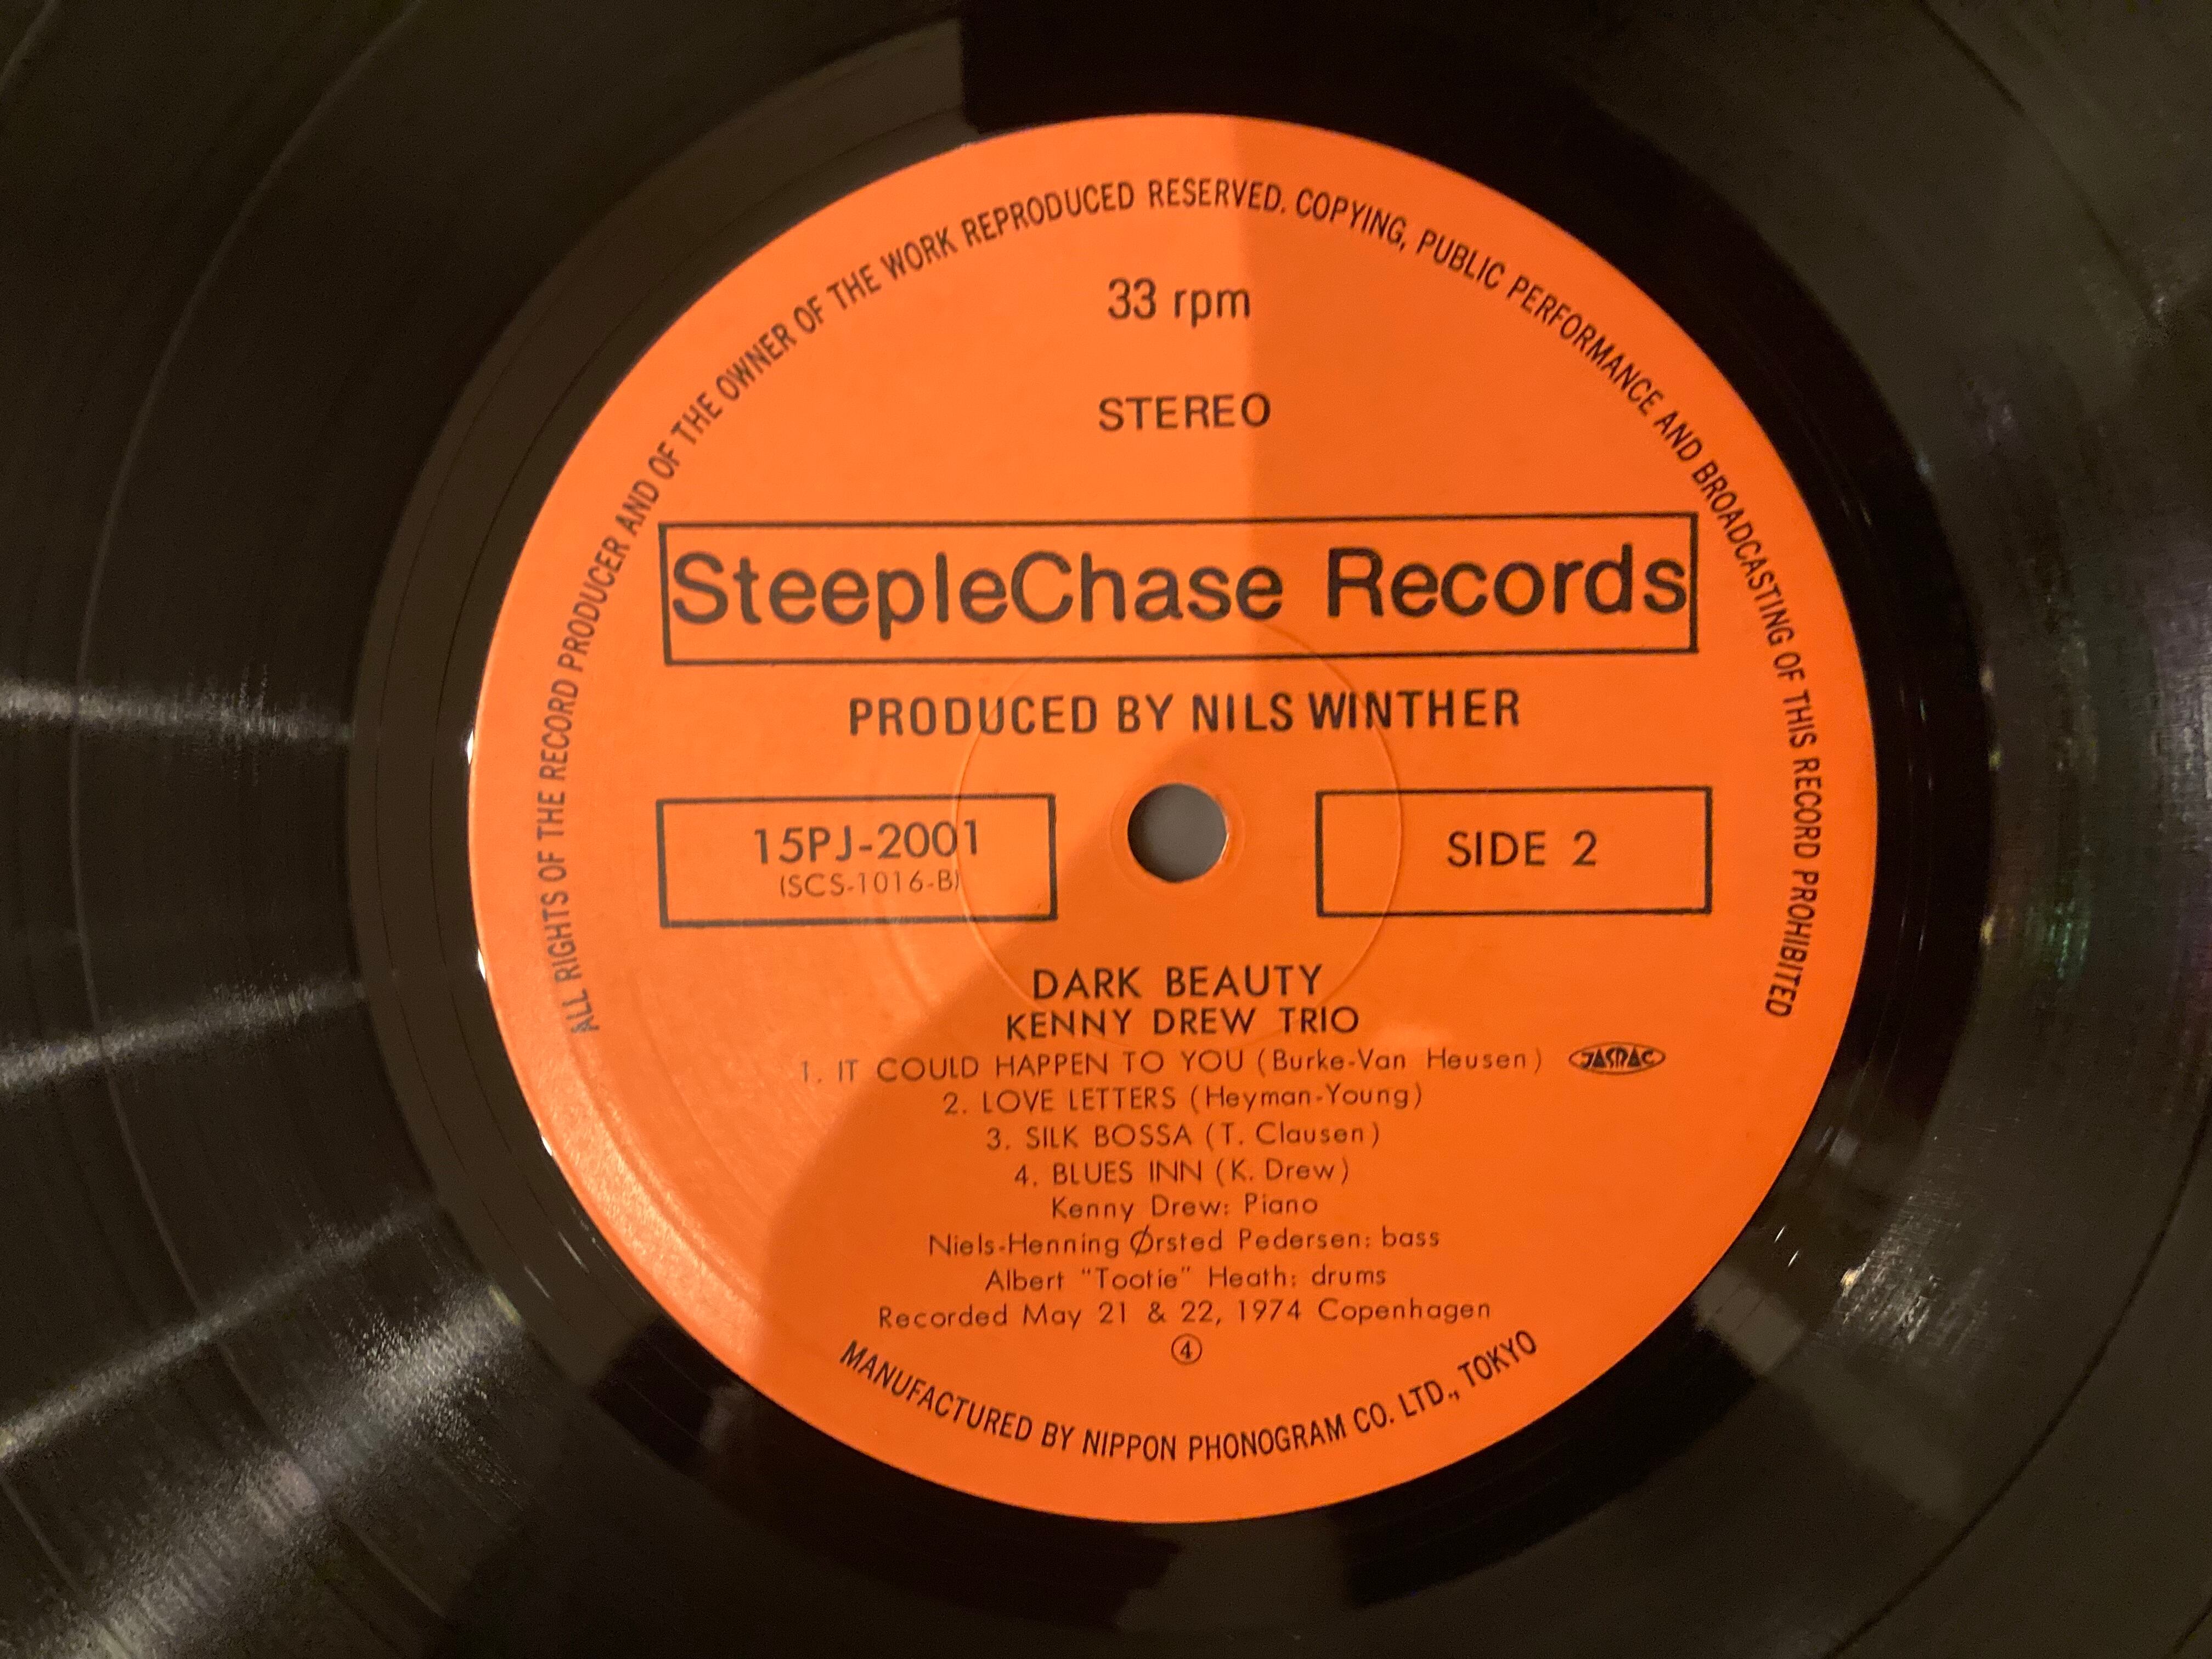 ALL RIGHTS OF THE RECORD PRODUCER AND OF THE OWNER OF THE WORK REPRODUCED RESERVED. COPYING, PUBLIC PERFORMANCE AND BROADCASTING OF THIS RECORD PROHIBITED
33 rpm
STEREO
SteepleChase Records
PRODUCED BY NILS WINTHER
15PJ-2001
(SCS-1016-B)
SIDE 2
DARK BEAUTY
KENNY DREW TRIO
1. IT COULD HAPPEN TO YOU (Burke-Van Heusen) JASRAC
2. LOVE LETTERS (Heyman-Young)
3. SILK BOSSA (T. Clausen)
4. BLUES INN (K. Drew)
Kenny Drew: Piano
Niels-Henning Ørsted Pedersen: bass
Albert "Tootie" Heath: drums
Recorded May 21 & 22, 1974 Copenhagen
④
MANUFACTURED BY NIPPON PHONOGRAM CO. LTD., TOKYO